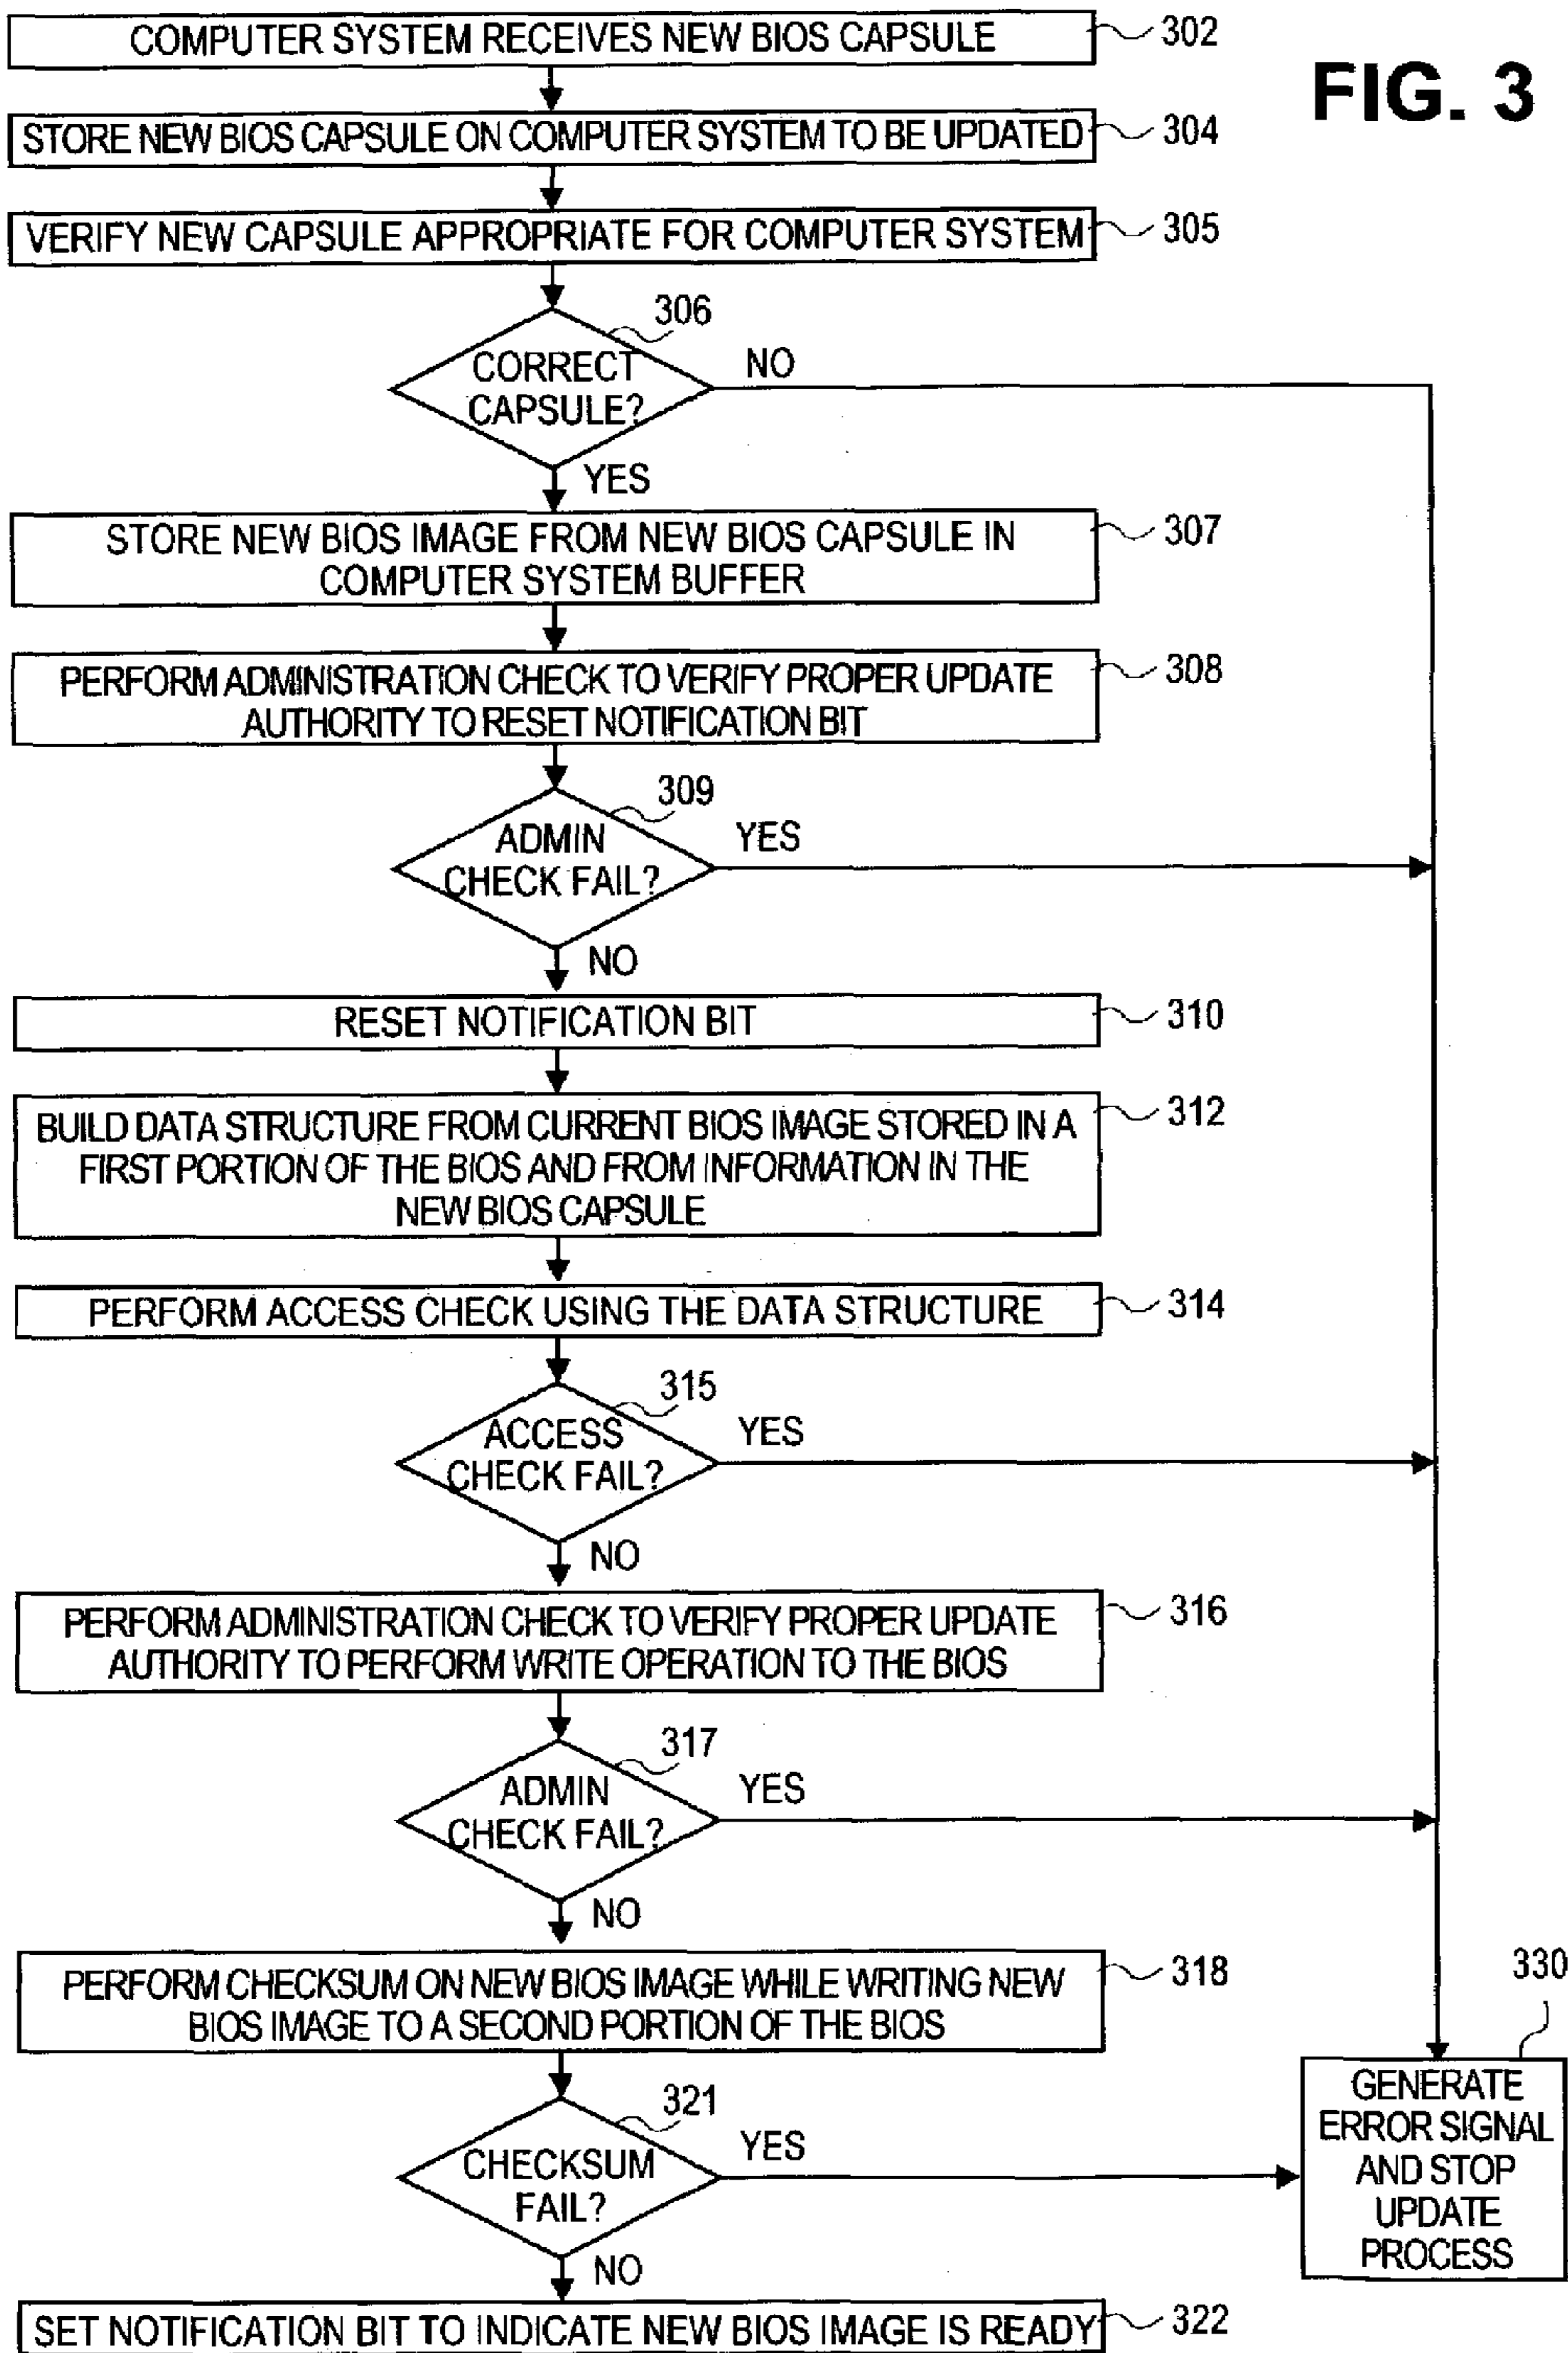 COMPUTER SYSTEM RECEIVES NEW BIOS CAPSULE
302
FIG. 3
STORE NEW BIOS CAPSULE ON COMPUTER SYSTEM TO BE UPDATED
304
VERIFY NEW CAPSULE APPROPRIATE FOR COMPUTER SYSTEM
305
306
CORRECT
CAPSULE?
NO
YES
STORE NEW BIOS IMAGE FROM NEW BIOS CAPSULE IN
COMPUTER SYSTEM BUFFER
307
PERFORM ADMINISTRATION CHECK TO VERIFY PROPER UPDATE
AUTHORITY TO RESET NOTIFICATION BIT
308
309
ADMIN
CHECK FAIL?
YES
NO
RESET NOTIFICATION BIT
310
BUILD DATA STRUCTURE FROM CURRENT BIOS IMAGE STORED IN A
FIRST PORTION OF THE BIOS AND FROM INFORMATION IN THE
NEW BIOS CAPSULE
312
PERFORM ACCESS CHECK USING THE DATA STRUCTURE
314
315
ACCESS
CHECK FAIL?
YES
NO
PERFORM ADMINISTRATION CHECK TO VERIFY PROPER UPDATE
AUTHORITY TO PERFORM WRITE OPERATION TO THE BIOS
316
317
ADMIN
CHECK FAIL?
YES
NO
PERFORM CHECKSUM ON NEW BIOS IMAGE WHILE WRITING NEW
BIOS IMAGE TO A SECOND PORTION OF THE BIOS
318
330
GENERATE
ERROR SIGNAL
AND STOP
UPDATE
PROCESS
321
CHECKSUM
FAIL?
YES
NO
SET NOTIFICATION BIT TO INDICATE NEW BIOS IMAGE IS READY
322